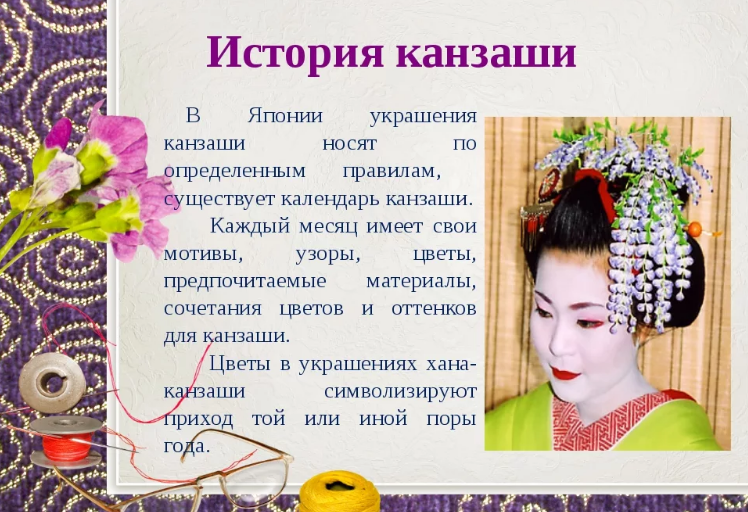 История канзаши
В Японии украшения
канзаши носят по
определенным правилам,
существует календарь канзаши.
Каждый месяц имеет свои
мотивы, узоры, цветы,
предпочитаемые материалы,
сочетания цветов и оттенков
для канзаши.
Цветы в украшениях хана-
канзаши символизируют
приход той или иной поры
года.